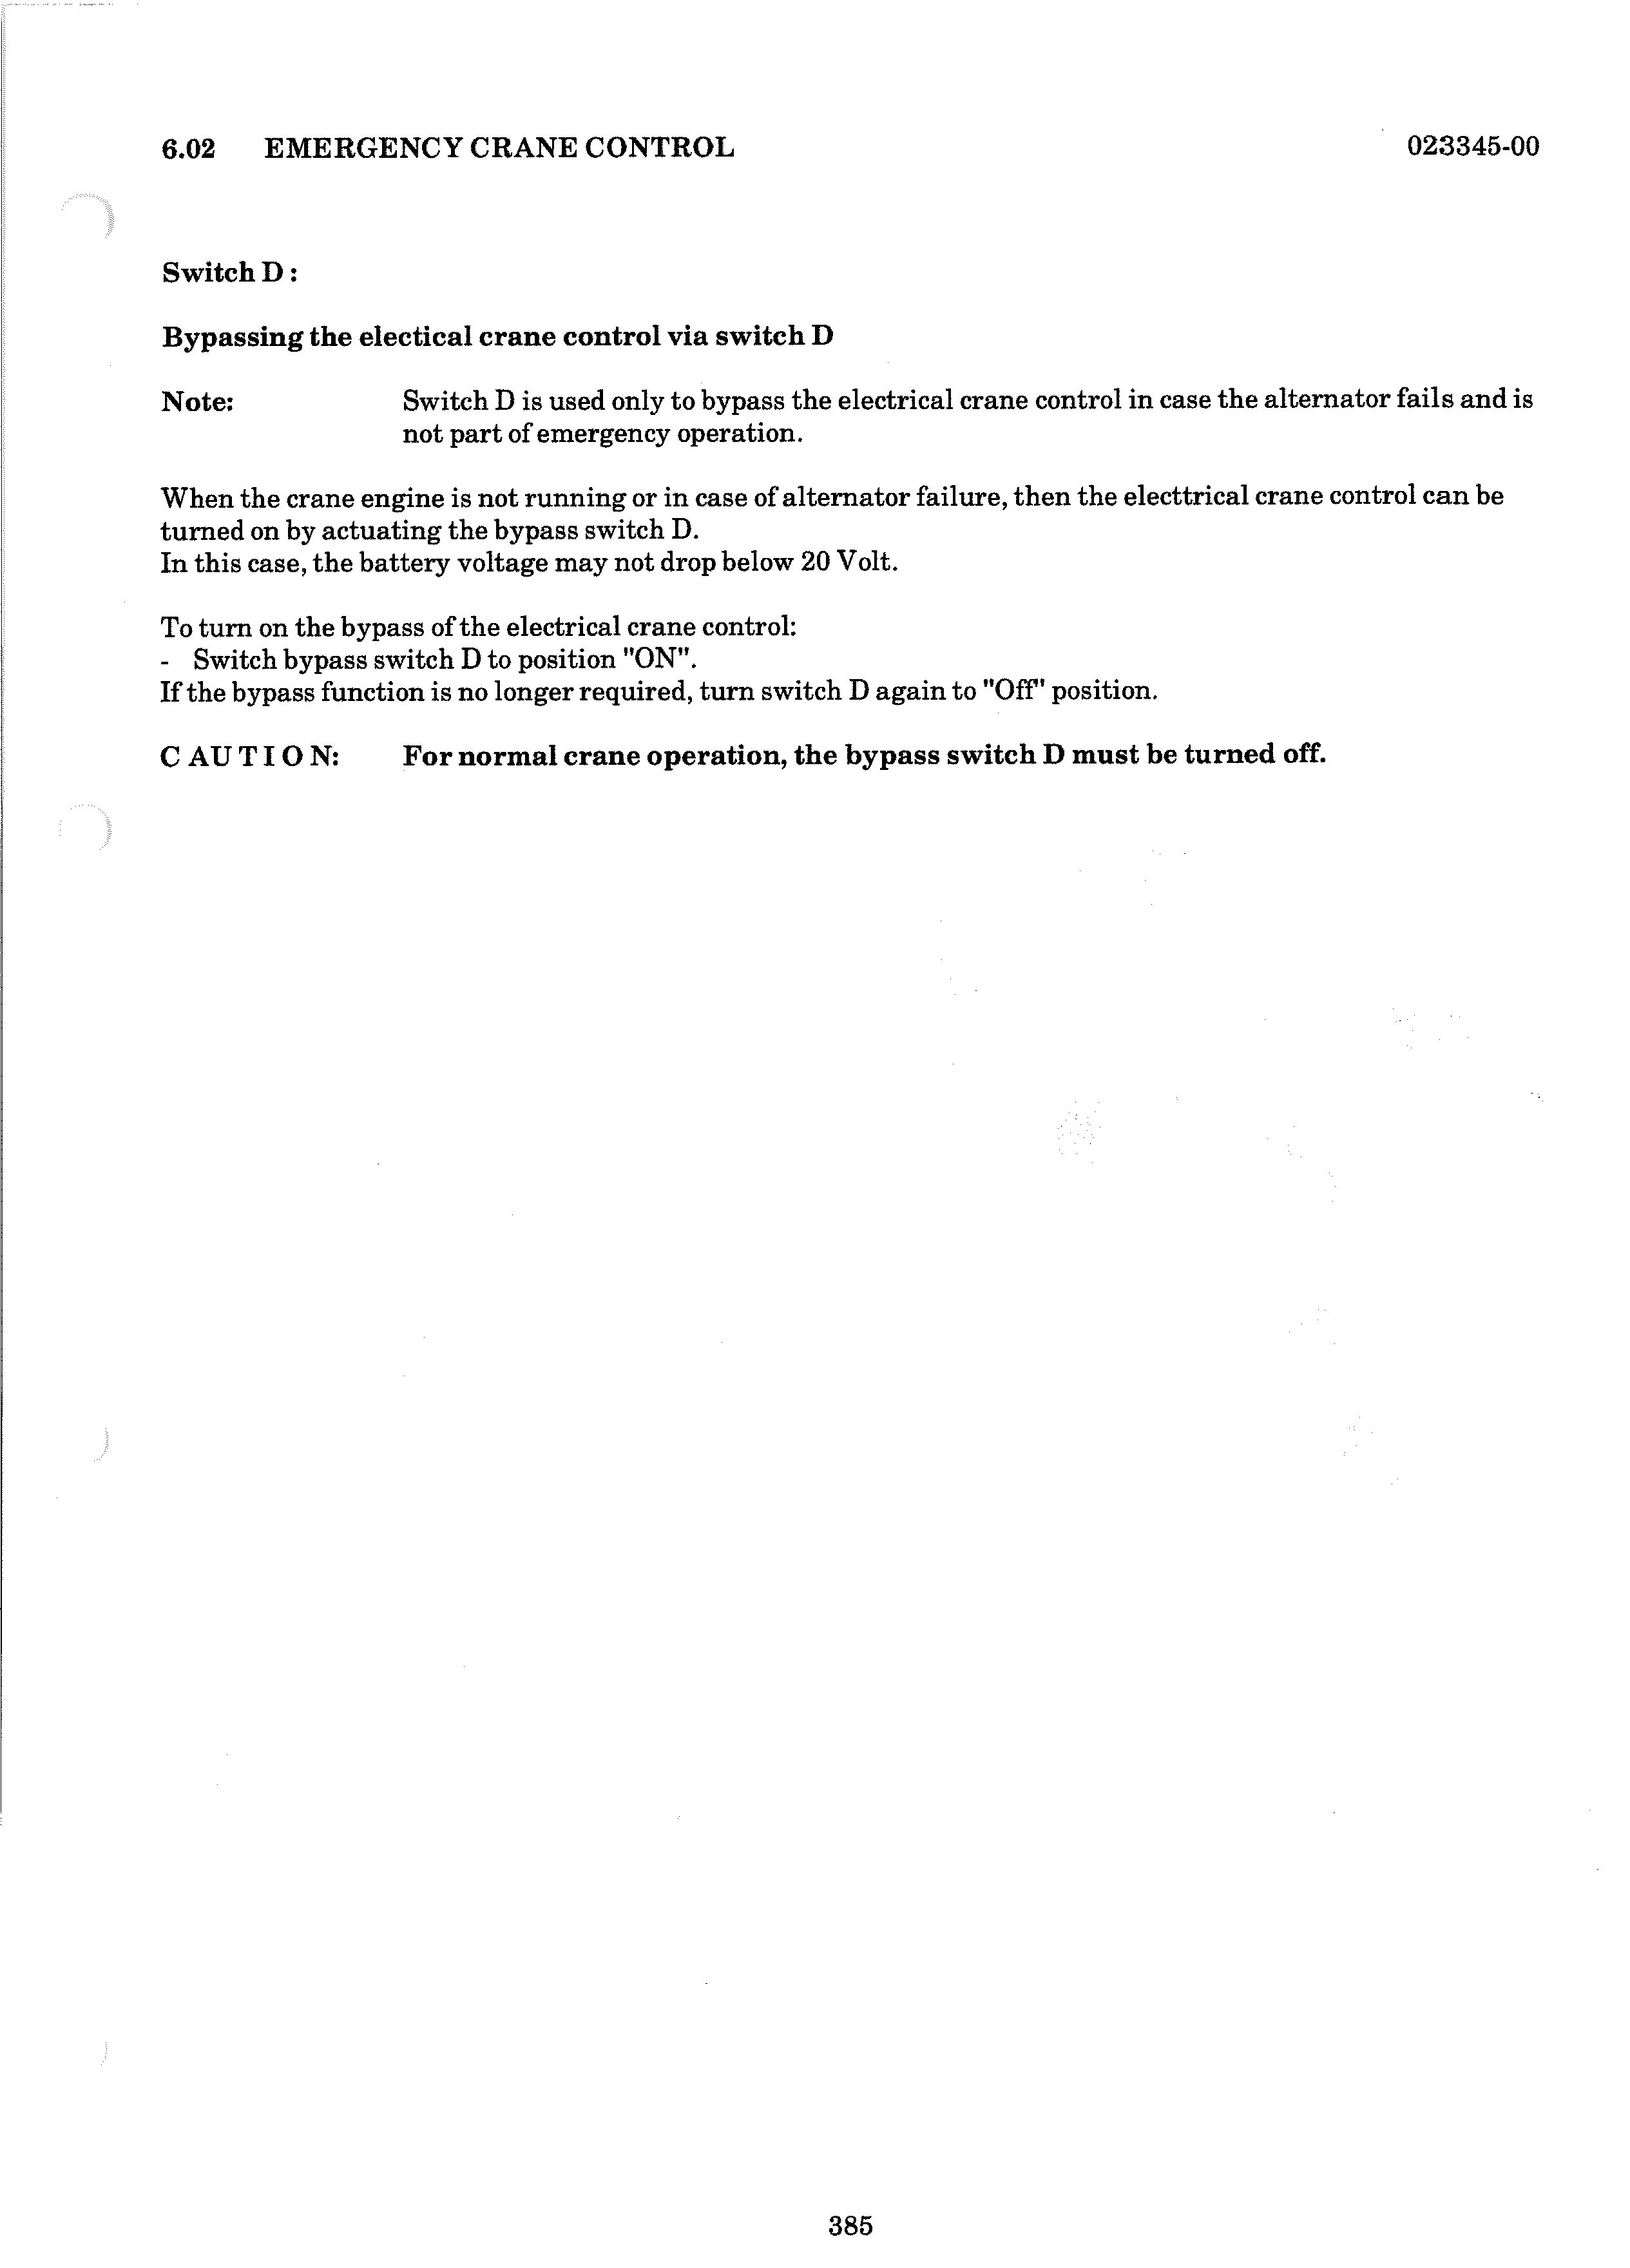 6.02 EMERGENCY CRANE CONTROL 023345-00
Switch D :
Bypassing the electical crane control via switch D
Note: Switch D is used only to bypass the electrical crane control in case the alternator fails and is
not part of emergency operation.
When the crane engine is not running or in case of alternator failure, then the electtrical crane control can be
turned on by actuating the bypass switch D.
In this case, the battery voltage may not drop below 20 Volt.
To turn on the bypass of the electrical crane control:
- Switch bypass switch D to position "ON".
If the bypass function is no longer required, turn switch D again to "Off" position.
C A U T I O N: For normal crane operation, the bypass switch D must be turned off.
385